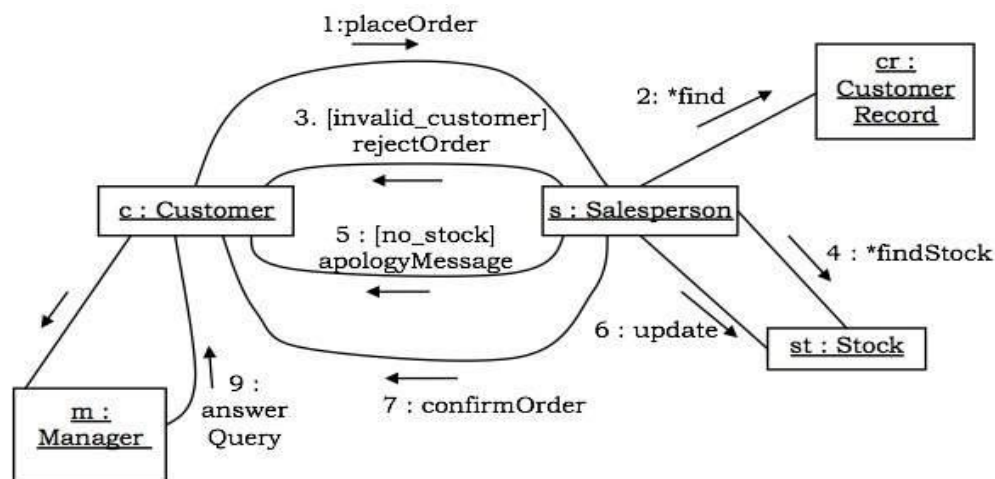 1:placeOrder
cr :
Customer
Record
2: *find
3. [invalid_customer]
rejectOrder
c : Customer
s : Salesperson
5 : [no_stock]
apologyMessage
4 : *findStock
6 : update
st : Stock
7 : confirmOrder
9 :
answer
Query
m :
Manager